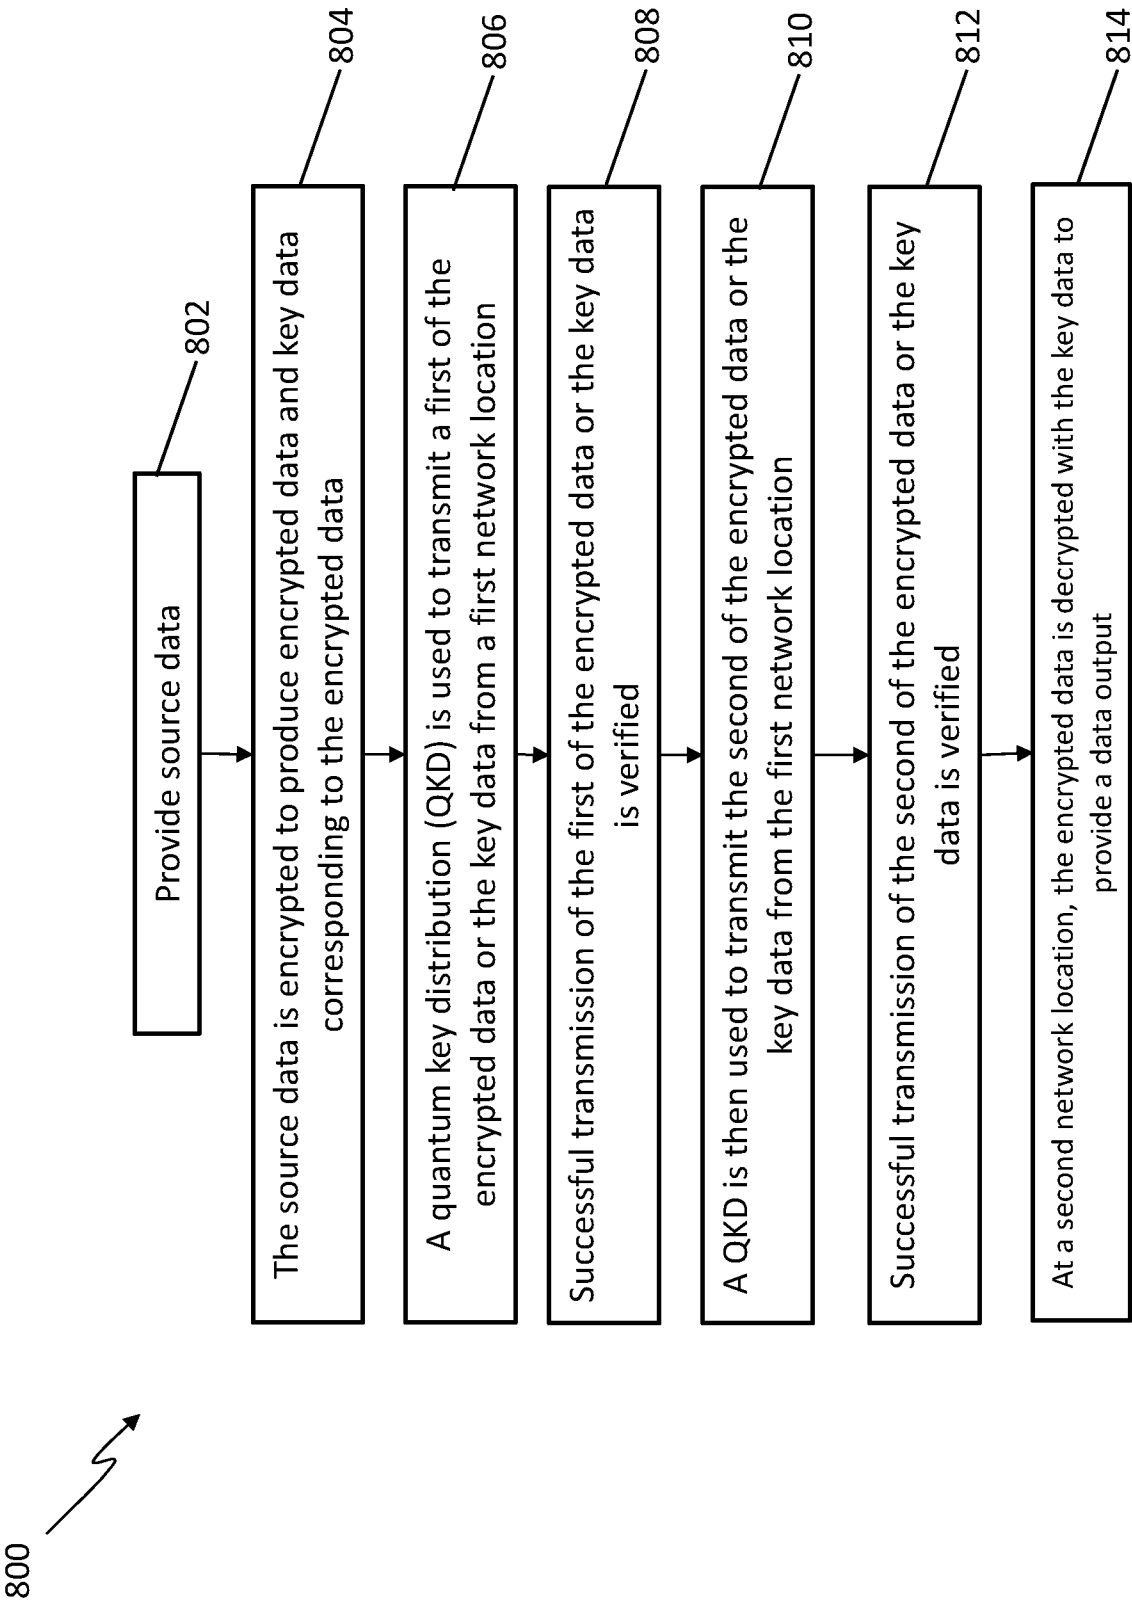 800
802
Provide source data
804
The source data is encrypted to produce encrypted data and key data
corresponding to the encrypted data
806
A quantum key distribution (QKD) is used to transmit a first of the
encrypted data or the key data from a first network location
808
Successful transmission of the first of the encrypted data or the key data
is verified
810
A QKD is then used to transmit the second of the encrypted data or the
key data from the first network location
812
Successful transmission of the second of the encrypted data or the key
data is verified
814
At a second network location, the encrypted data is decrypted with the key data to
provide a data output